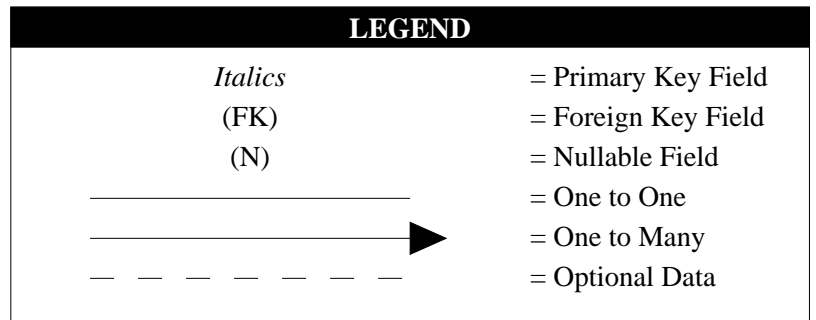 LEGEND
Italics = Primary Key Field
(FK) = Foreign Key Field
(N) = Nullable Field
= One to One
= One to Many
= Optional Data